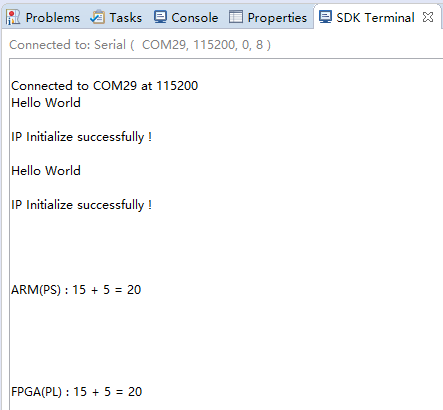 Problems Tasks Console Properties SDK Terminal
Connected to: Serial ( COM29, 115200, 0, 8 )
Connected to COM29 at 115200
Hello World
IP Initialize successfully !
Hello World
IP Initialize successfully !
ARM(PS) : 15 + 5 = 20
FPGA(PL) : 15 + 5 = 20